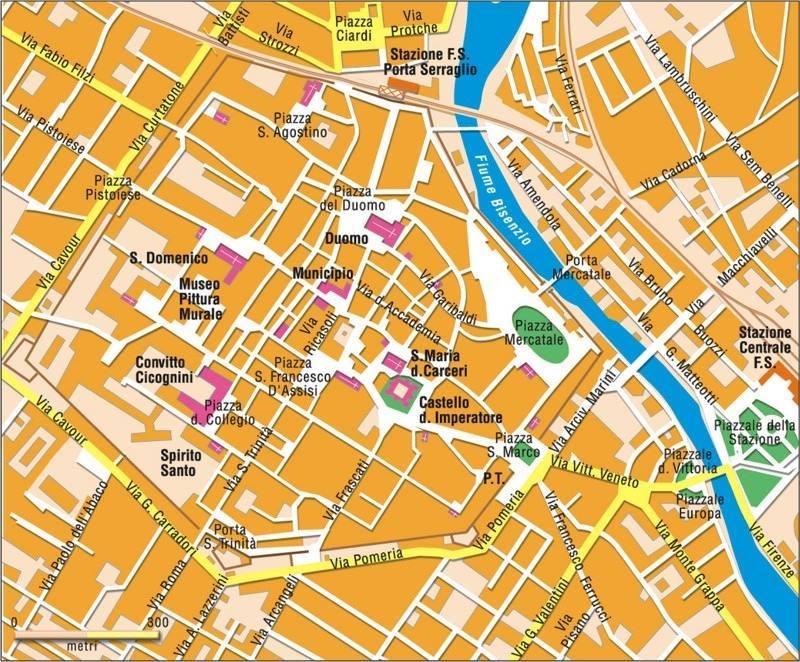 Via
Battisti
Via
Strozzi
Piazza
Ciardi
Via
Protche
Stazione F.S.
Porta Serraglio
Via Fabio Filzi
Via Curtatone
Via Pistoiese
Piazza
S. Agostino
Via Ferrari
Via Lambruschini
Via Sem Benelli
Via Cadorna
Fiume Bisenzio
Via Amendola
Piazza
Pistoiese
Piazza
del Duomo
Duomo
Via Cavour
S. Domenico
Museo
Pittura
Murale
Municipio
Via d'Accademia
Via Garibaldi
Via
Ricasoli
Porta
Mercatale
Via Bruno
Via
Macchiavelli
Via
Buozzi
Via
G. Matteotti
Piazza
Mercatale
Stazione
Centrale
F.S.
Convitto
Cicognini
Piazza
S. Francesco
D'Assisi
S.Maria
d.Carceri
Castello
d. Imperatore
Piazza
d. Collegio
Via Cavour
Via Arciv. Marini
Piazza
S. Marco
Piazzale della
Stazione
Spirito
Santo
Via S. Trinità
Via Frascati
P.T.
Via Vitt. Veneto
Piazzale
d. Vittoria
Piazzale
Europa
Via Firenze
Via G. Carradori
Via Paolo dell'Abaco
Porta
S. Trinità
Via Pomeria
Via Pomeria
Via Francesco Ferrucci
Via Monte Grappa
Via Roma
Via A. Lazzerini
Via Arcangeli
Via G. Valentini
Via
Pisano
0 300
metri